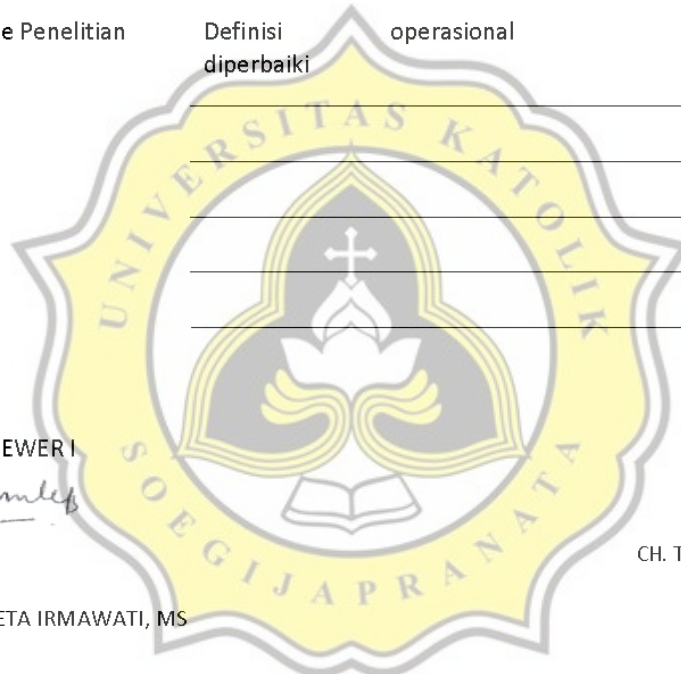 e Penelitian Definisi operasional
diperbaiki
UNIVERSITAS KATOLIK
SOEGIJAPRANATA
EWER I
CH. T
ETA IRMAWATI, MS